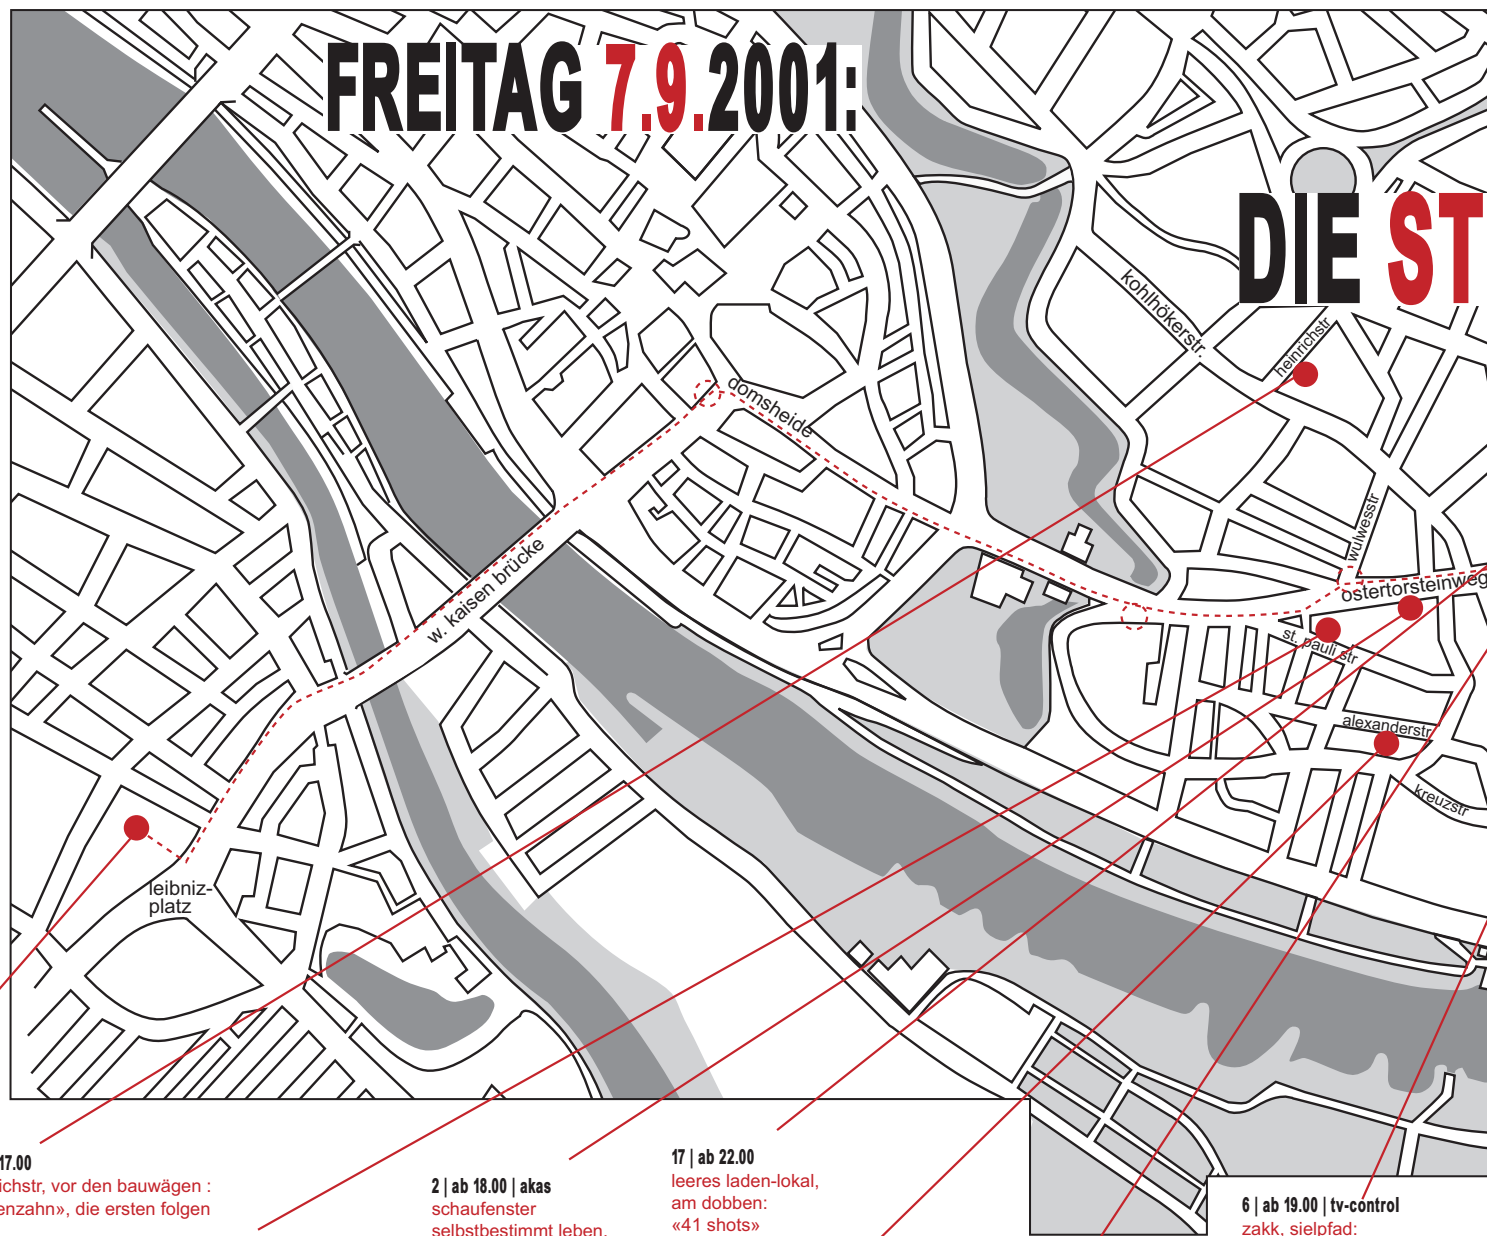 FREITAG 7.9.2001:
DIE ST
kohlhökerstr.
heinrichstr
domsheide
wulwesstr
w. kaisen brücke
ostertorsteinweg
st. pauli str
alexanderstr
kreuzstr
leibniz-
platz
17.00
ichstr, vor den bauwägen :
enzahn», die ersten folgen
2 | ab 18.00 | akas
schaufenster
selbstbestimmt leben,
17 | ab 22.00
leeres laden-lokal,
am dobben:
«41 shots»
6 | ab 19.00 | tv-control
zakk, sielpfad: